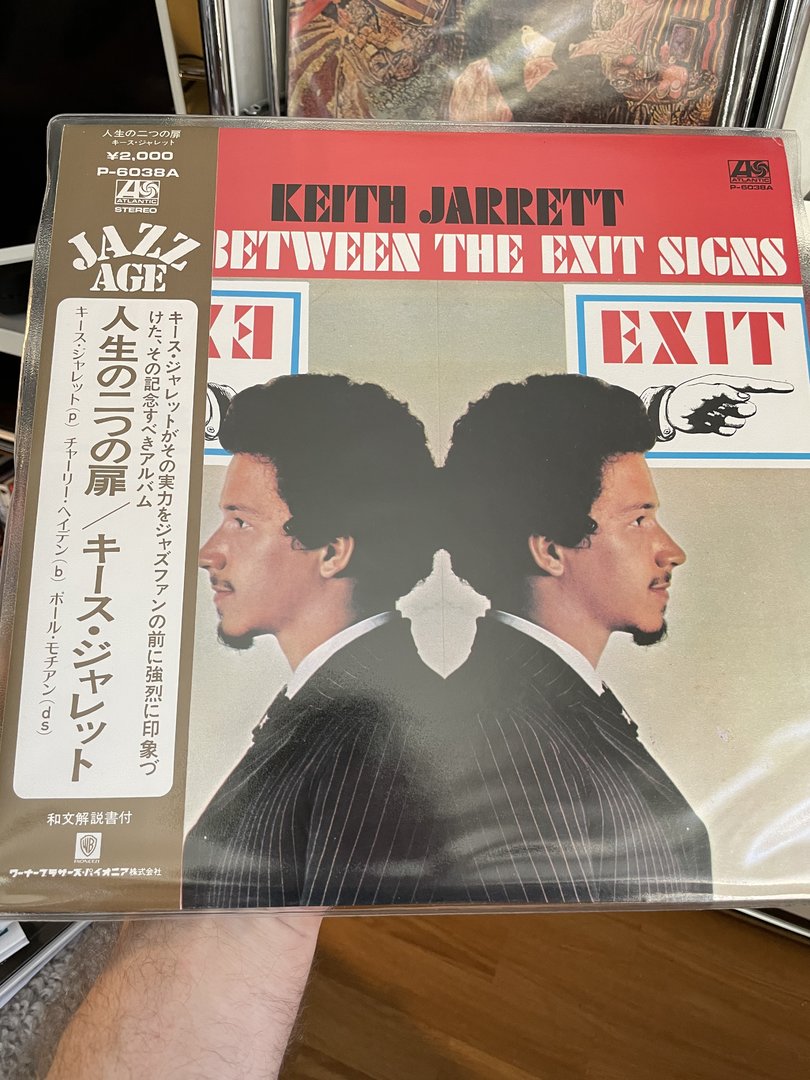 人生の二つの扉
キース・ジャレット
¥2,000
P-6038A
ATLANTIC
STEREO
JAZZ
AGE
キース・ジャレットがその実力をジャズファンの前に強烈に印象づ
けた、その記念すべきアルバム
人生の二つの扉/キース・ジャレット
キース・ジャレット(p) チャーリー・ヘイデン(b) ポール・モチアン(ds)
和文解説書付
WB
PIONEER
ワーナーブラザーズ・パイオニア株式会社
ATLANTIC
P-6038A
KEITH JARRETT
BETWEEN THE EXIT SIGNS
EXIT